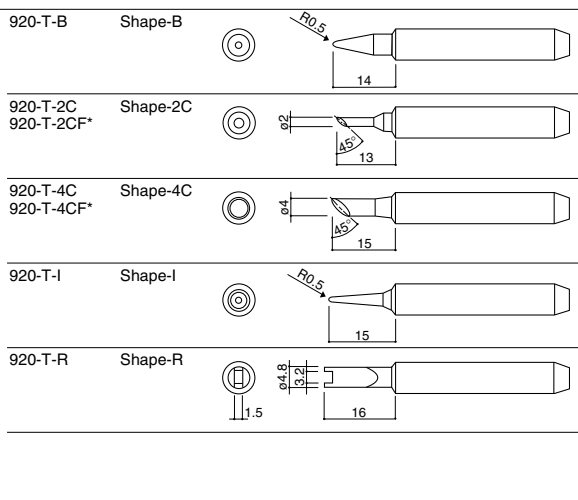 920-T-B Shape-B R0.5
14
920-T-2C Shape-2C
920-T-2CF* ø2
45°
13
920-T-4C Shape-4C
920-T-4CF* ø4
45°
15
920-T-I Shape-I R0.5
15
920-T-R Shape-R
ø4.8
3.2
1.5 16